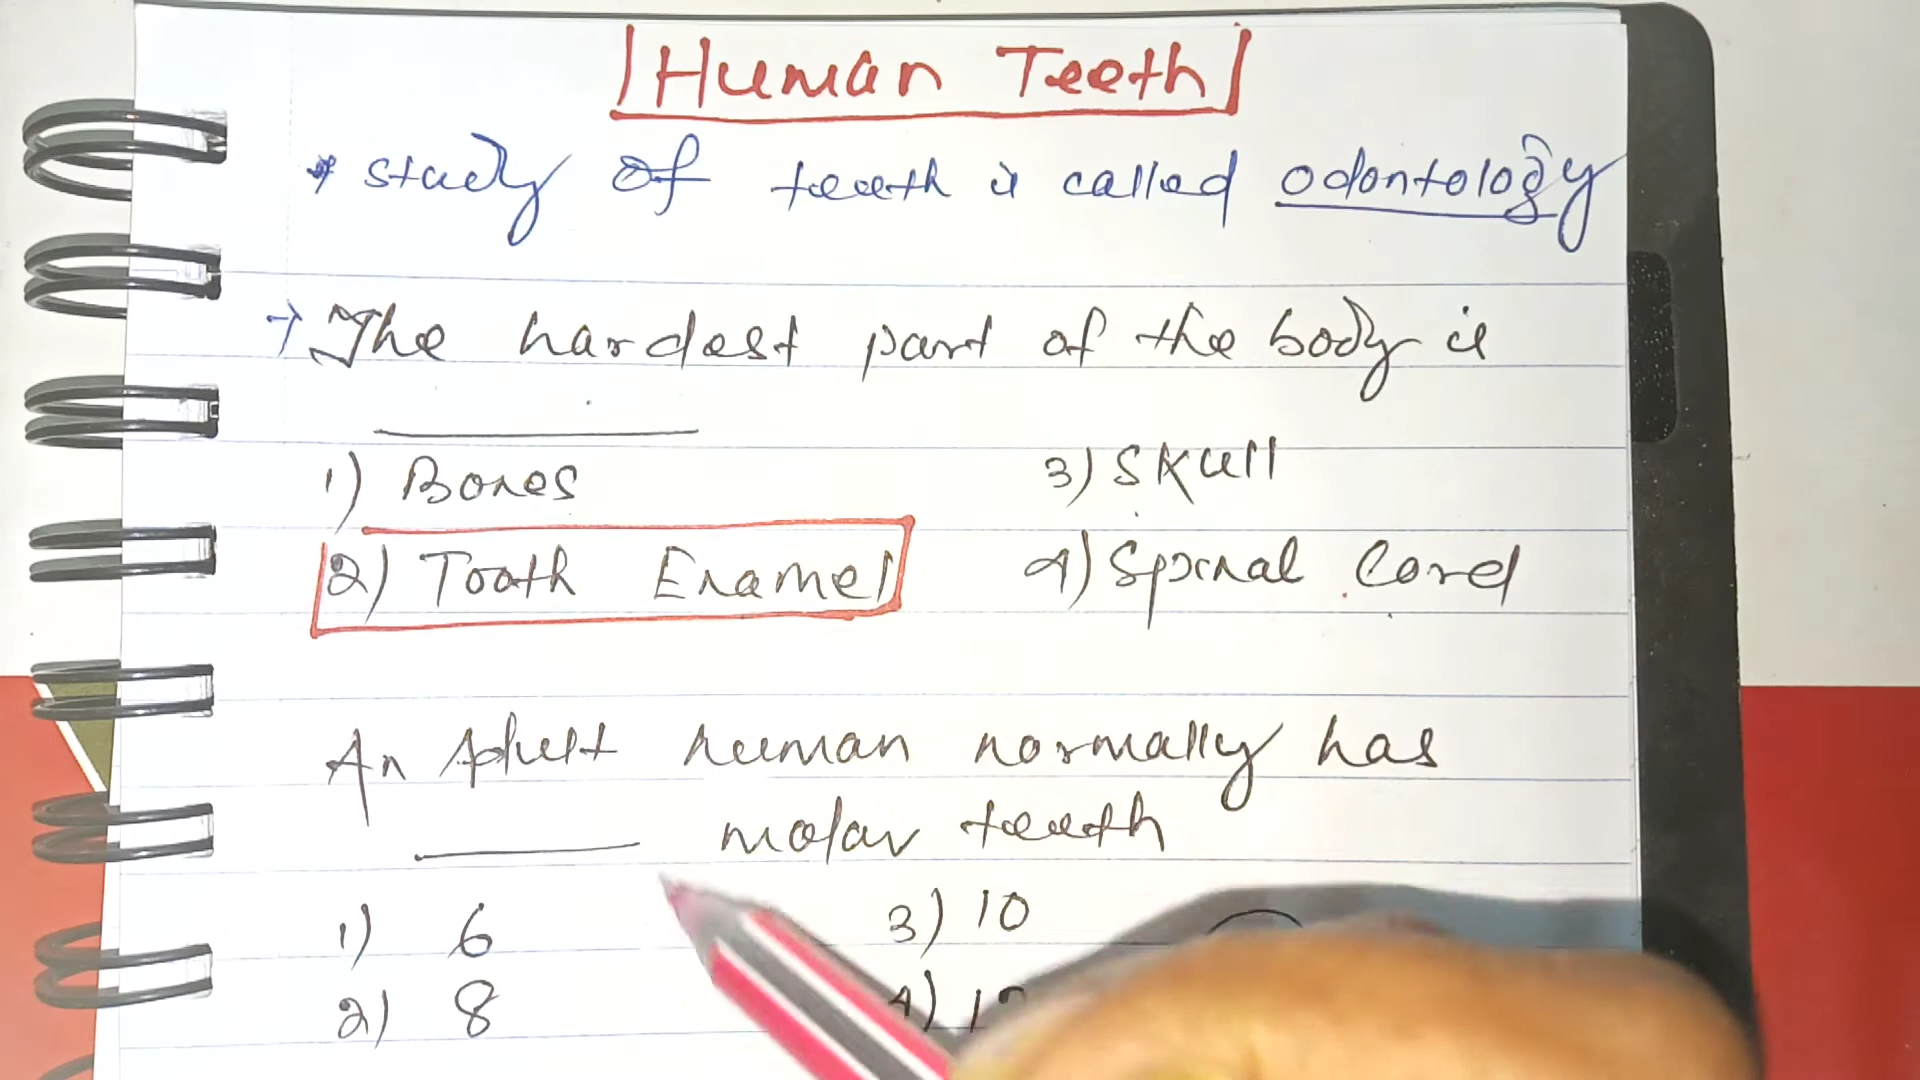 Human Teeth
* study of teeth is called odontology
→ The hardest part of the body is
1) Bones
3) Skull
2) Tooth Enamel
4) Spinal Cord
An Adult human normally has
molar teeth
1) 6
3) 10
2) 8
4)